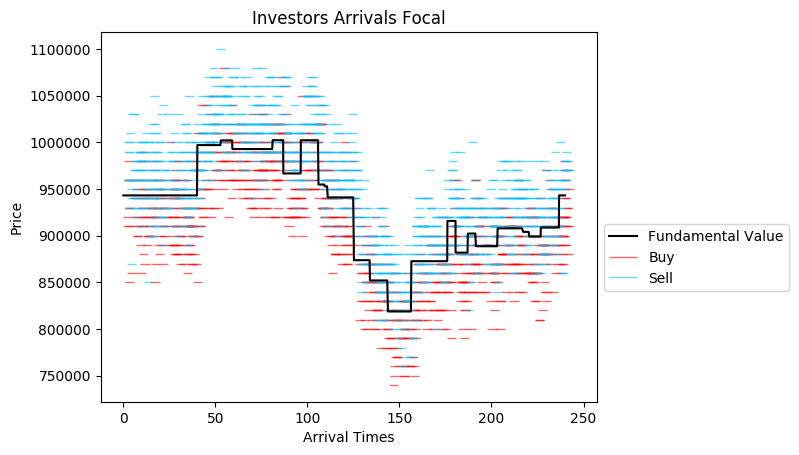 Investors Arrivals Focal
Price
1100000
1050000
1000000
950000
900000
850000
800000
750000
0 50 100 150 200 250
Arrival Times
Fundamental Value
Buy
Sell